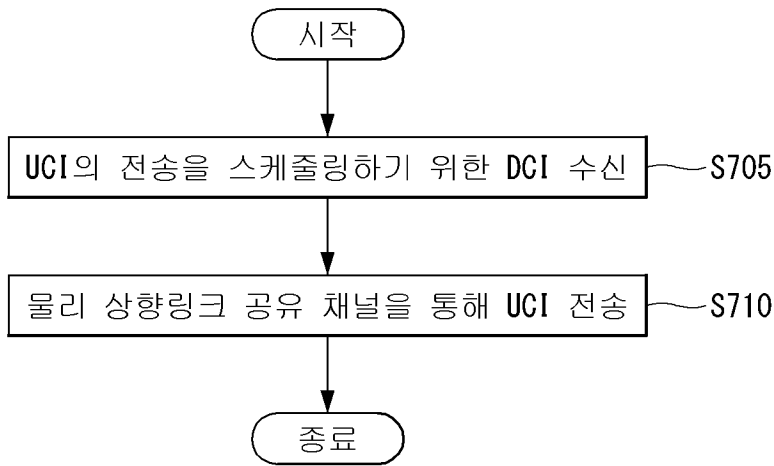 시작
UCI의 전송을 스케줄링하기 위한 DCI 수신
S705
물리 상향링크 공유 채널을 통해 UCI 전송
S710
종료